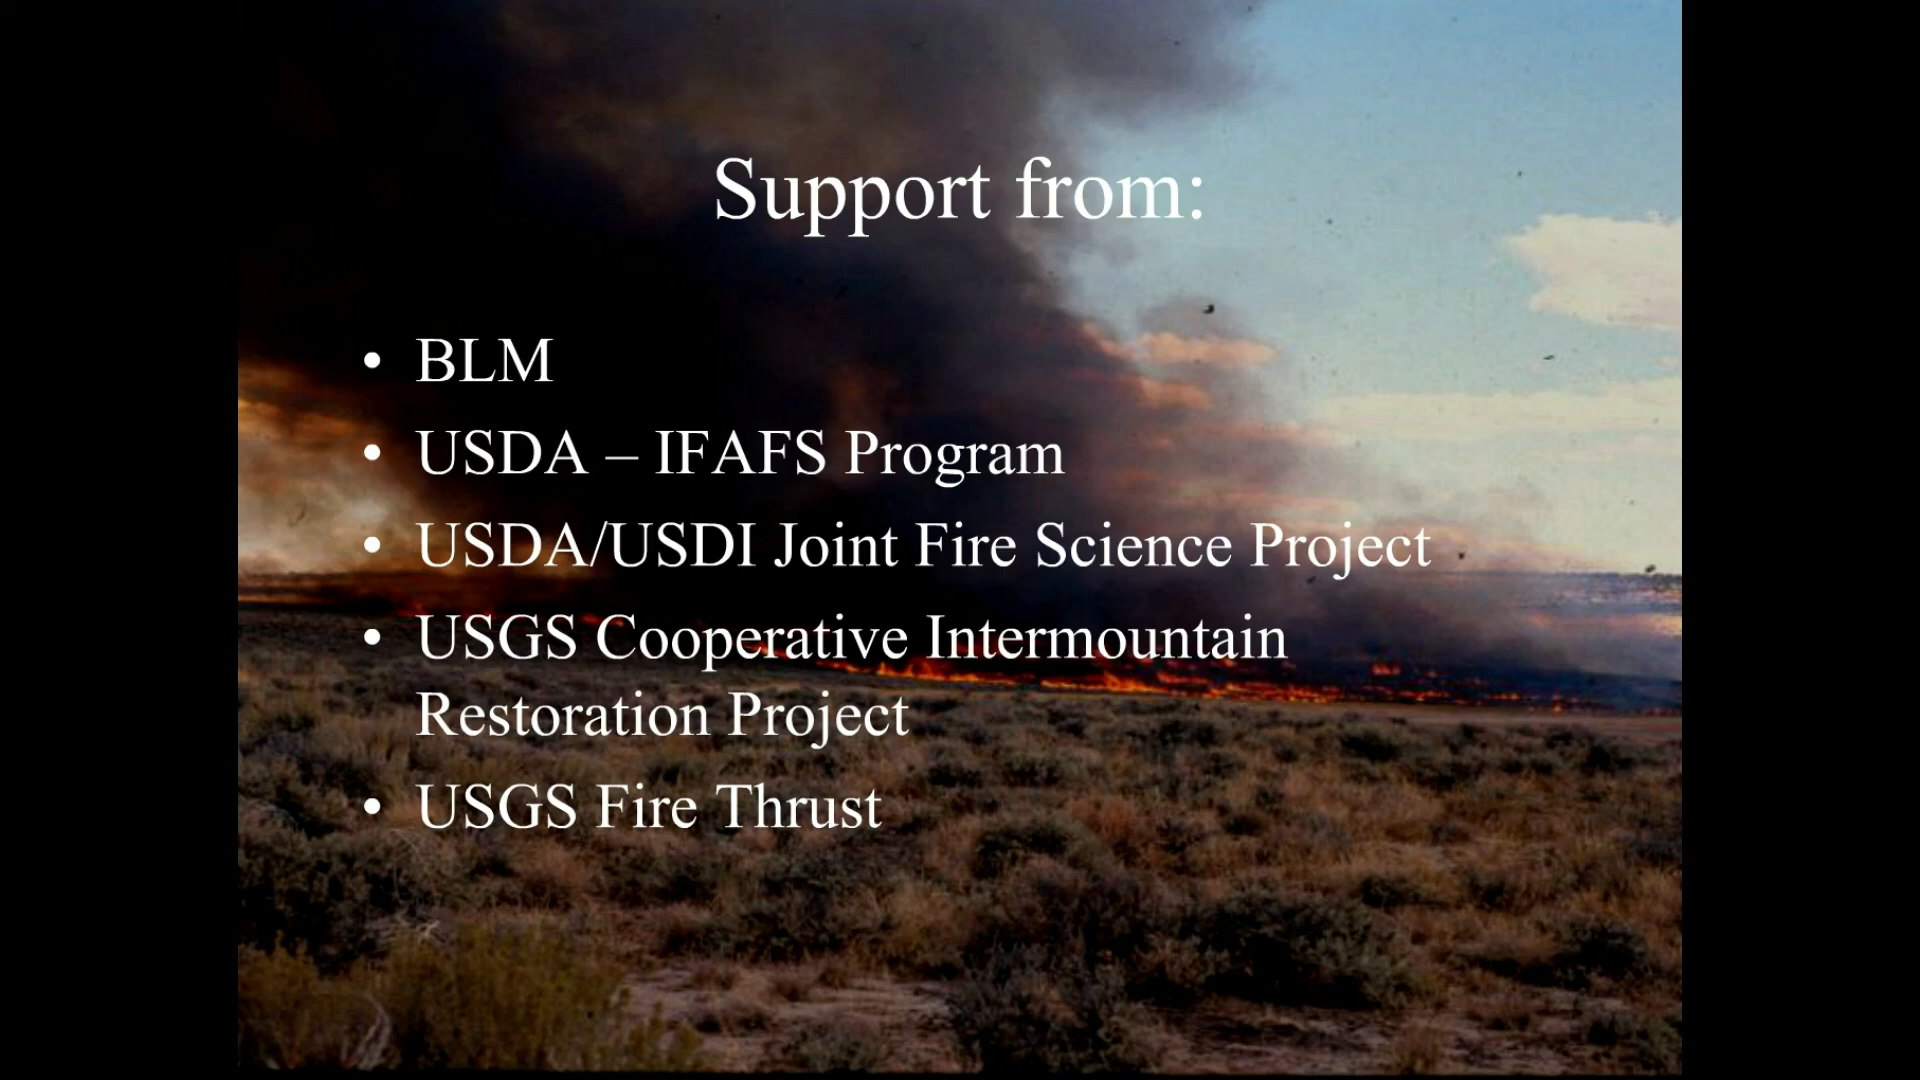 Support from:
• BLM
• USDA – IFAFS Program
• USDA/USDI Joint Fire Science Project
• USGS Cooperative Intermountain
Restoration Project
• USGS Fire Thrust